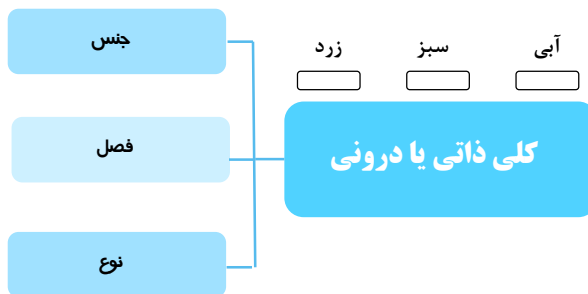 آبی سبز زرد
کلی ذاتی یا درونی
جنس
فصل
نوع